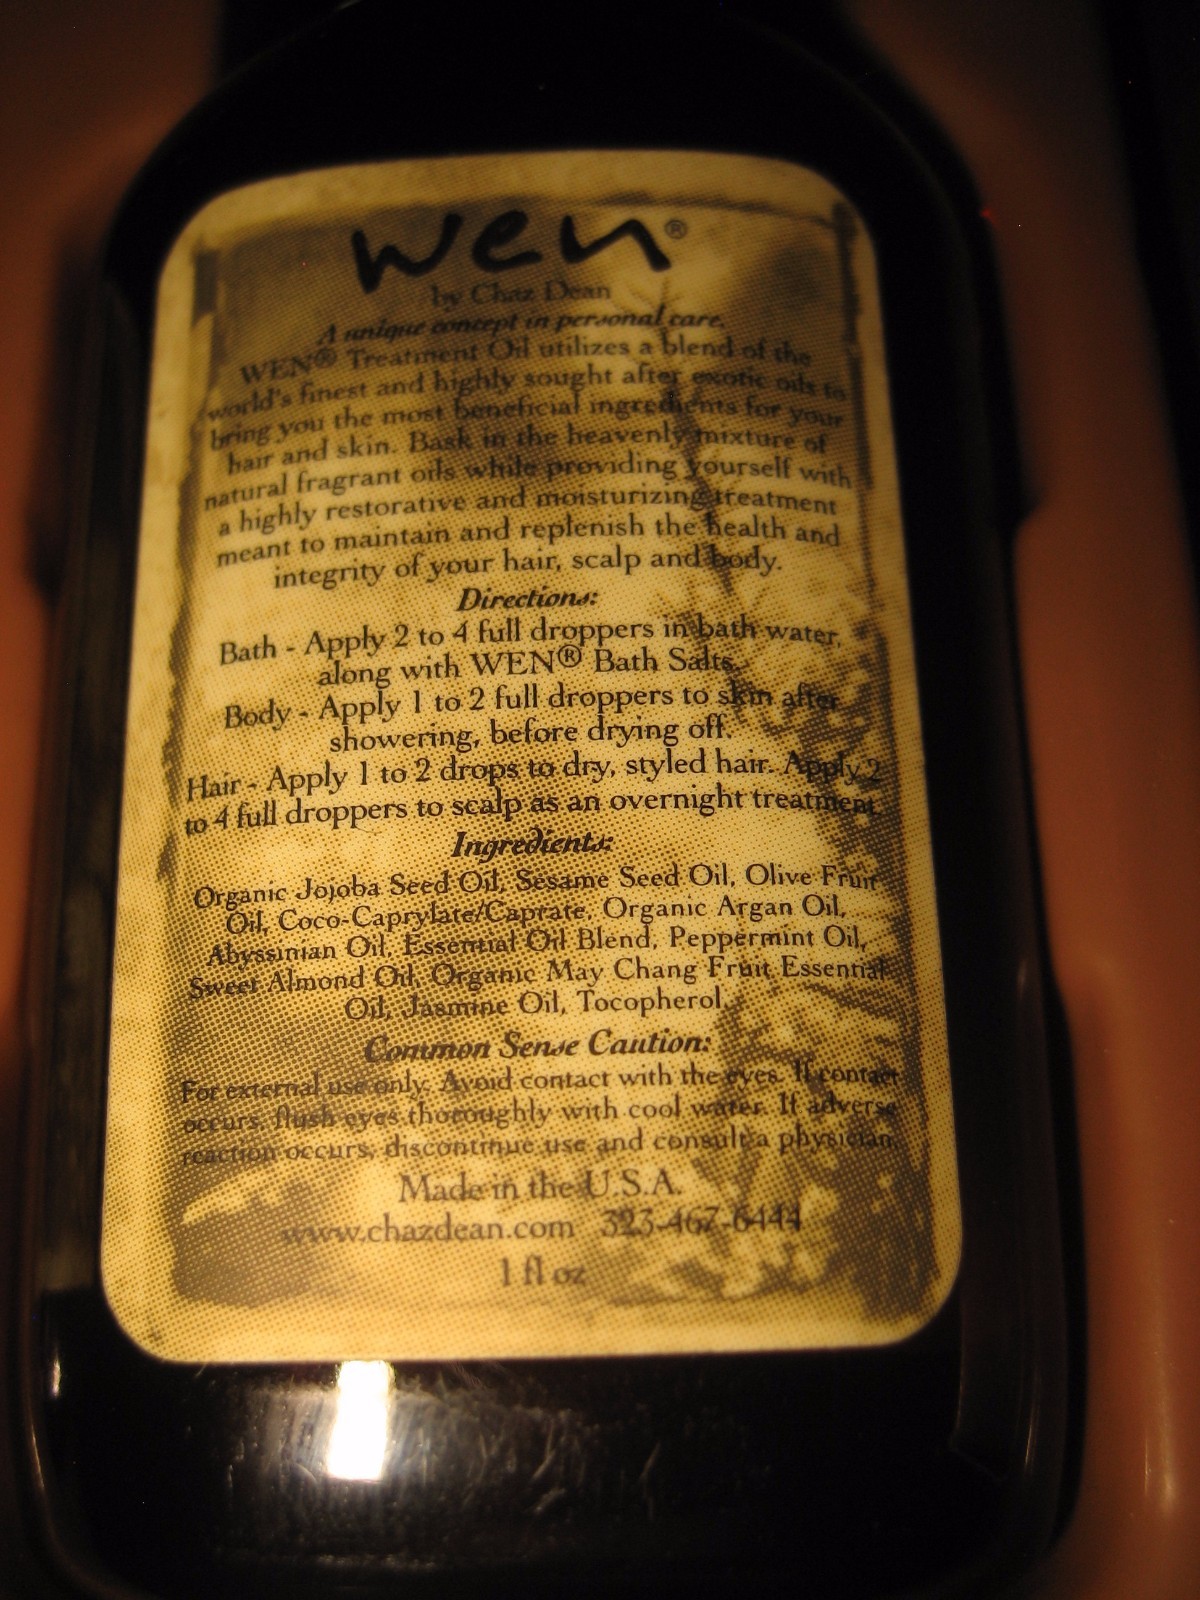 wen®
by Chaz Dean
A unique concept in personal care.
WEN® Treatment Oil utilizes a blend of the
world's finest and highly sought after exotic oils to
bring you the most beneficial ingredients for your
hair and skin. Bask in the heavenly mixture of
natural fragrant oils while providing yourself with
a highly restorative and moisturizing treatment
meant to maintain and replenish the health and
integrity of your hair, scalp and body.
Directions:
Bath - Apply 2 to 4 full droppers in bath water,
along with WEN® Bath Salts.
Body - Apply 1 to 2 full droppers to skin after
showering, before drying off.
Hair - Apply 1 to 2 drops to dry, styled hair. Apply 2
to 4 full droppers to scalp as an overnight treatment.
Ingredients:
Organic Jojoba Seed Oil, Sesame Seed Oil, Olive Fruit
Oil, Coco-Caprylate/Caprate, Organic Argan Oil,
Abyssinian Oil, Essential Oil Blend, Peppermint Oil,
Sweet Almond Oil, Organic May Chang Fruit Essential
Oil, Jasmine Oil, Tocopherol.
Common Sense Caution:
For external use only. Avoid contact with the eyes. If contact
occurs, flush eyes thoroughly with cool water. If adverse
reaction occurs, discontinue use and consult a physician.
Made in the U.S.A.
www.chazdean.com 323-467-6444
1 fl oz